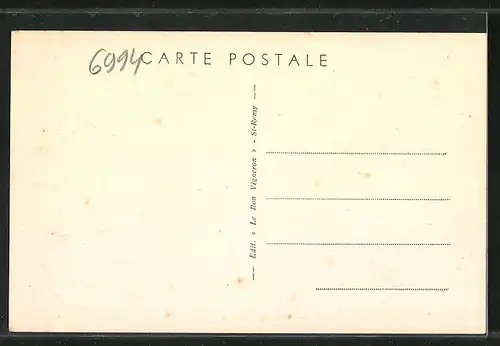 6994 CARTE POSTALE
Edit. « Le Bon Vigneron » - St-Remy